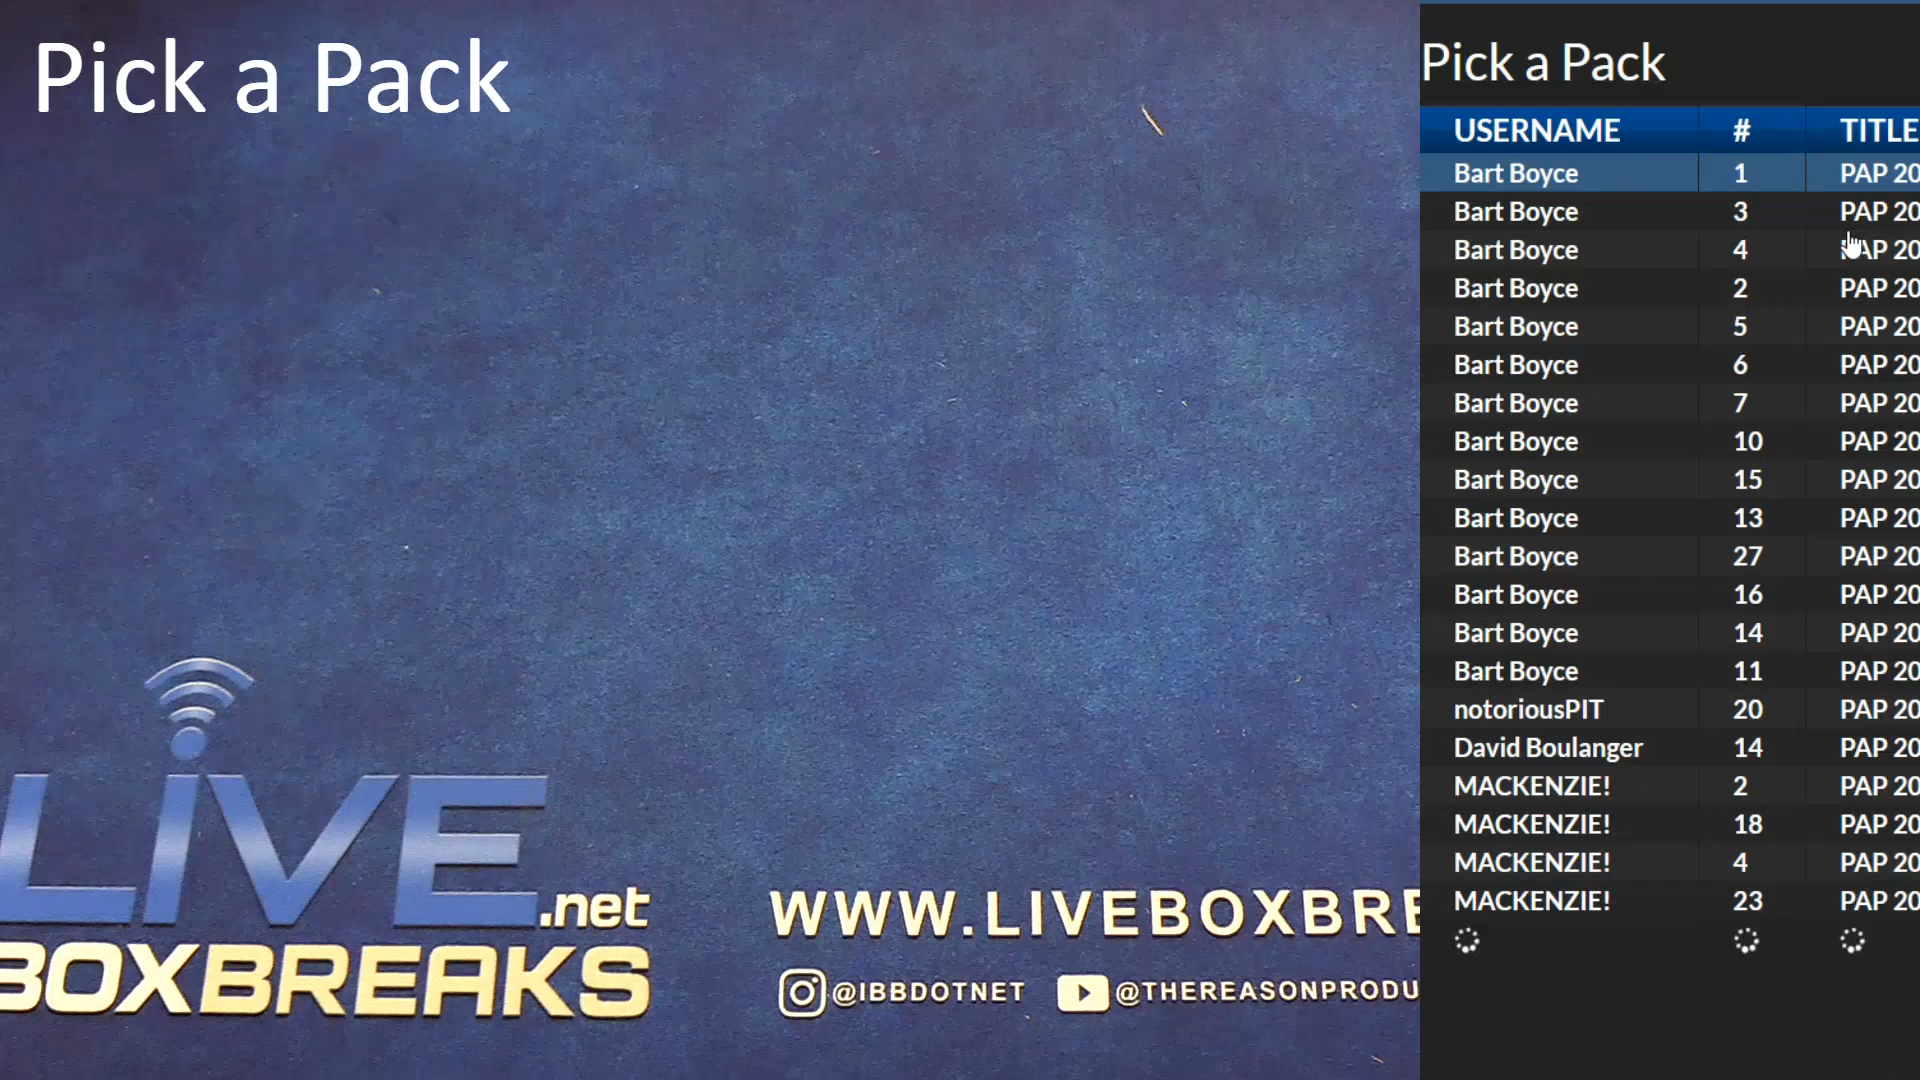 Pick a Pack
LIVE.net
BOXBREAKS
WWW.LIVEBOXBRE
@IBBDOTNET @THEREASONPRODU
Pick a Pack
USERNAME # TITLE
Bart Boyce 1 PAP 20
Bart Boyce 3 PAP 20
Bart Boyce 4 PAP 20
Bart Boyce 2 PAP 20
Bart Boyce 5 PAP 20
Bart Boyce 6 PAP 20
Bart Boyce 7 PAP 20
Bart Boyce 10 PAP 20
Bart Boyce 15 PAP 20
Bart Boyce 13 PAP 20
Bart Boyce 27 PAP 20
Bart Boyce 16 PAP 20
Bart Boyce 14 PAP 20
Bart Boyce 11 PAP 20
notoriousPIT 20 PAP 20
David Boulanger 14 PAP 20
MACKENZIE! 2 PAP 20
MACKENZIE! 18 PAP 20
MACKENZIE! 4 PAP 20
MACKENZIE! 23 PAP 20